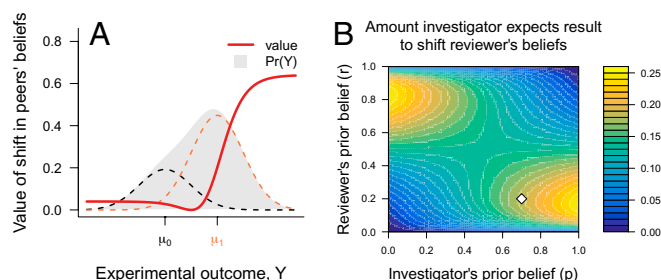 A
value
Pr(Y)
Value of shift in peers' beliefs
0.8
0.6
0.4
0.2
0.0
μ0
μ1
Experimental outcome, Y
B
Amount investigator expects result
to shift reviewer's beliefs
Reviewer's prior belief (r)
1.0
0.8
0.6
0.4
0.2
0.0
0.0 0.2 0.4 0.6 0.8 1.0
Investigator's prior belief (p)
0.25
0.20
0.15
0.10
0.05
0.00